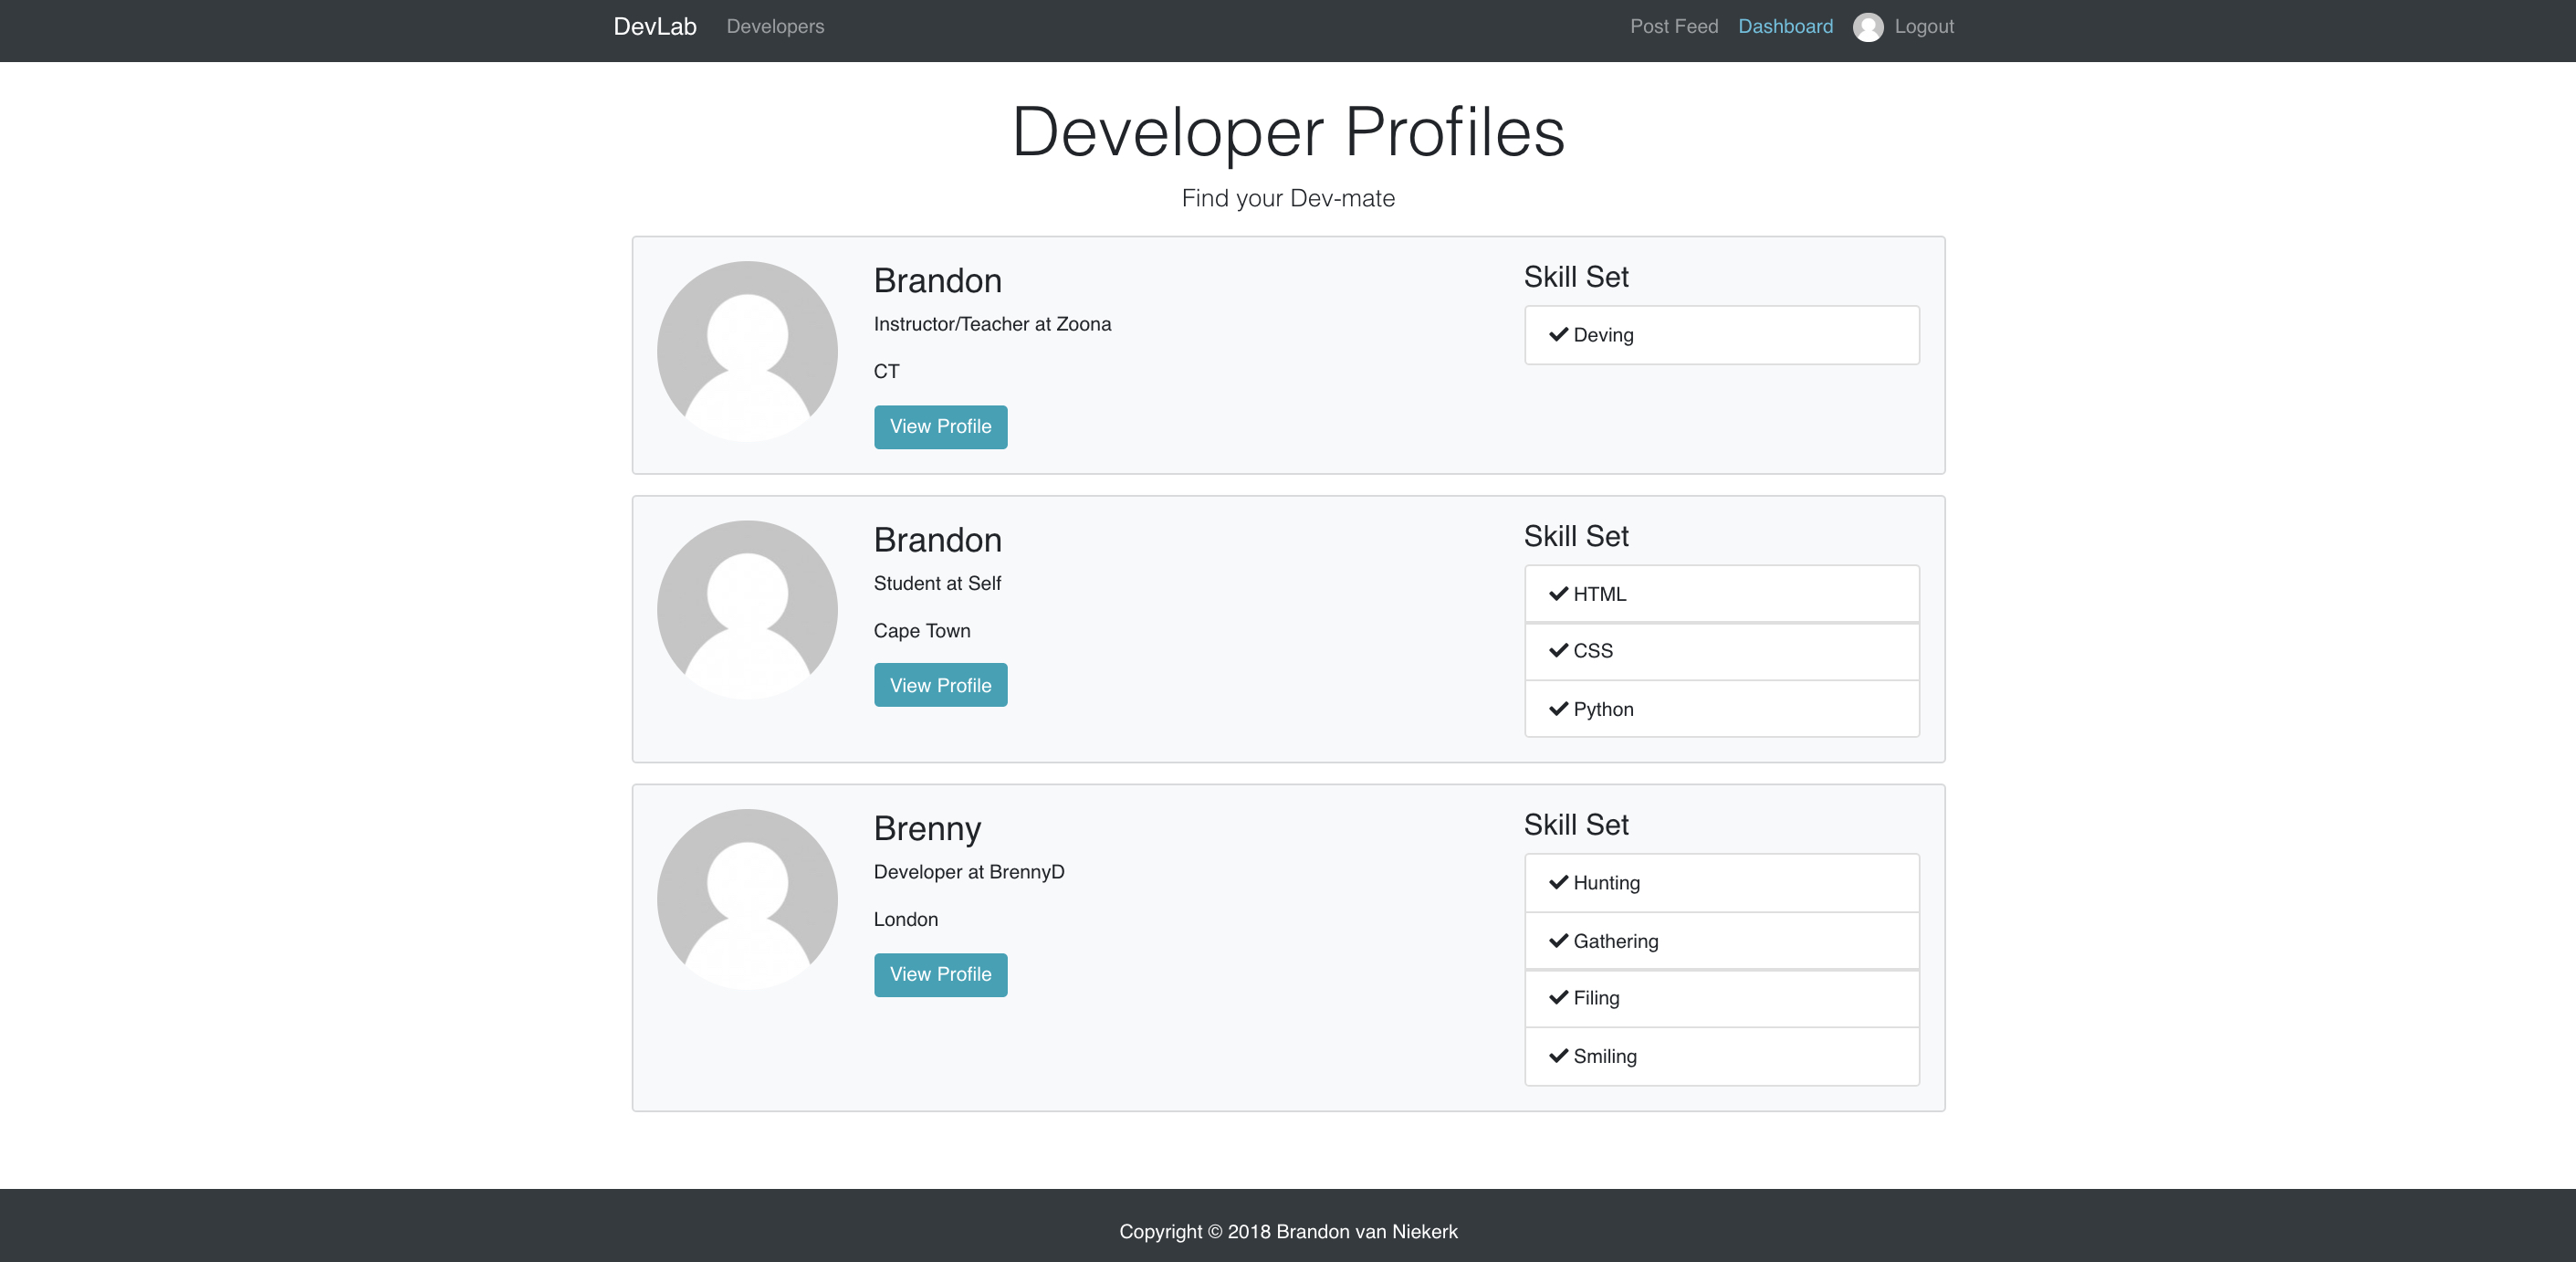 DevLab Developers Post Feed Dashboard Logout
Developer Profiles
Find your Dev-mate
Brandon
Instructor/Teacher at Zoona
CT
View Profile
Skill Set
Deving
Brandon
Student at Self
Cape Town
View Profile
Skill Set
HTML
CSS
Python
Brenny
Developer at BrennyD
London
View Profile
Skill Set
Hunting
Gathering
Filing
Smiling
Copyright © 2018 Brandon van Niekerk